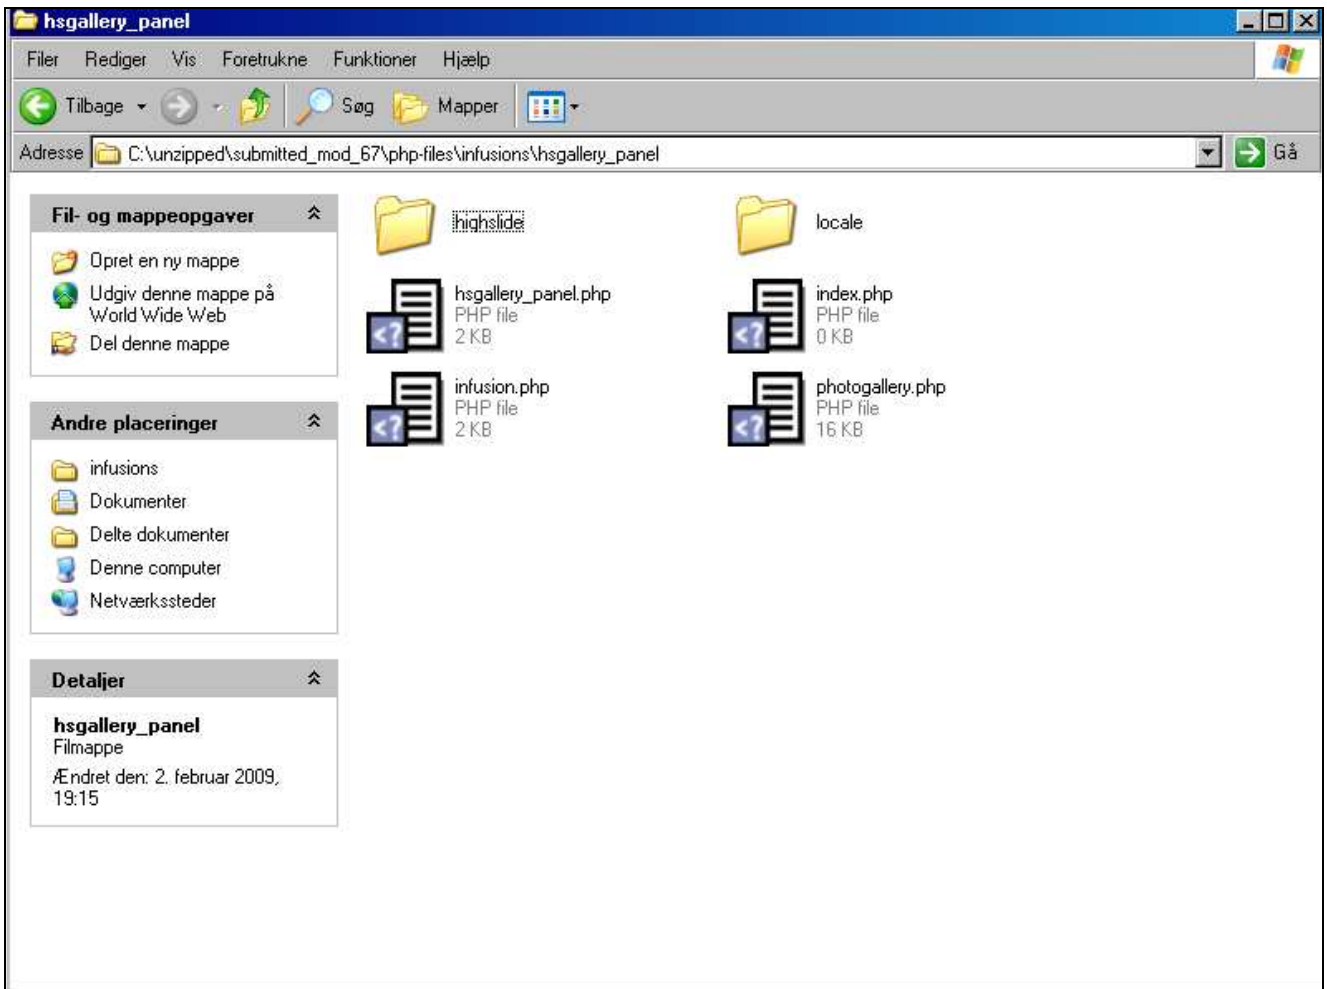 hsgallery_panel
Filer Rediger Vis Foretrukne Funktioner Hjælp
Tilbage Søg Mapper
Adresse C:\unzipped\submitted_mod_67\php-files\infusions\hsgallery_panel Gå
Fil- og mappeopgaver
Opret en ny mappe
Udgiv denne mappe på
World Wide Web
Del denne mappe
Andre placeringer
infusions
Dokumenter
Delte dokumenter
Denne computer
Netværkssteder
Detaljer
hsgallery_panel
Filmappe
Ændret den: 2. februar 2009,
19:15
highslide
locale
hsgallery_panel.php
PHP file
2 KB
index.php
PHP file
0 KB
infusion.php
PHP file
2 KB
photogallery.php
PHP file
16 KB